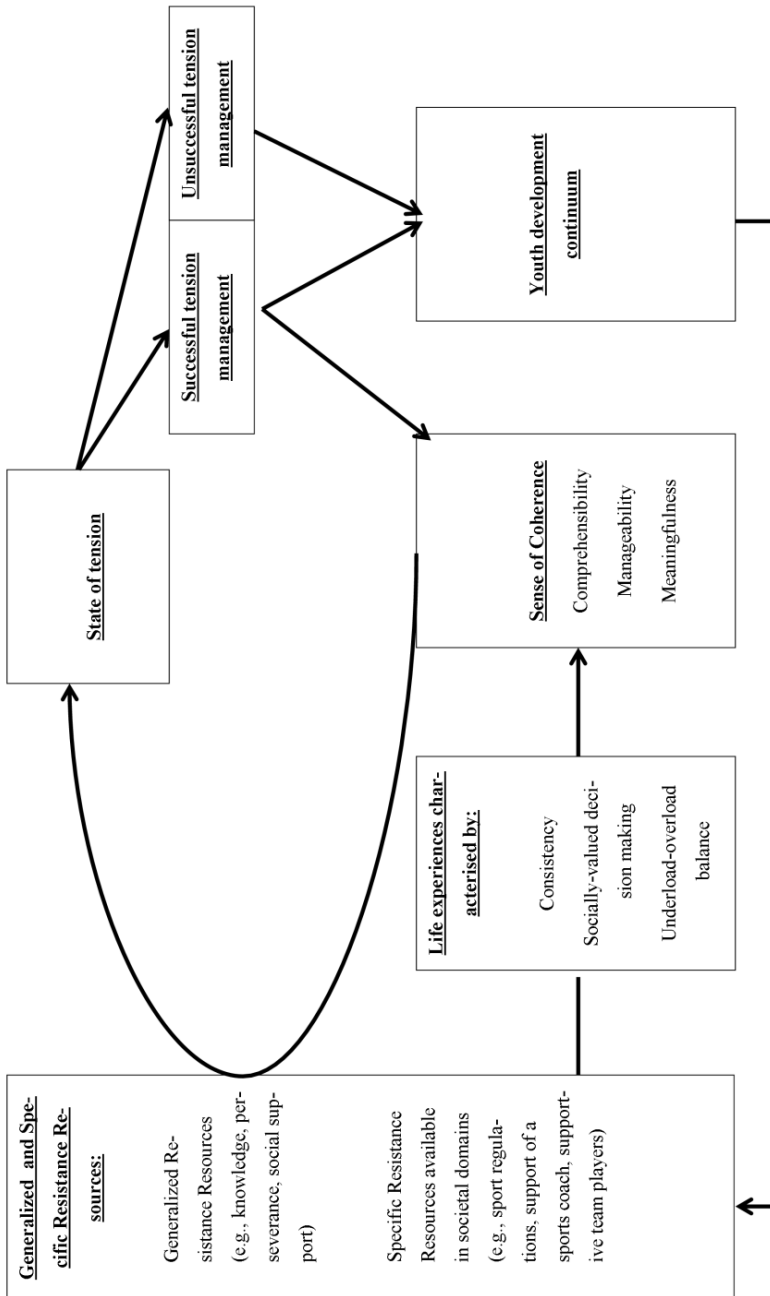 Generalized and Spe-
cific Resistance Re-
sources:
Generalized Re-
sistance Resources
(e.g., knowledge, per-
severance, social sup-
port)
Specific Resistance
Resources available
in societal domains
(e.g., sport regula-
tions, support of a
sports coach, support-
ive team players)
Life experiences char-
acterised by:
Consistency
Socially-valued deci-
sion making
Underload-overload
balance
Sense of Coherence
Comprehensibility
Manageability
Meaningfulness
State of tension
Successful tension
management
Unsuccessful tension
management
Youth development
continuum